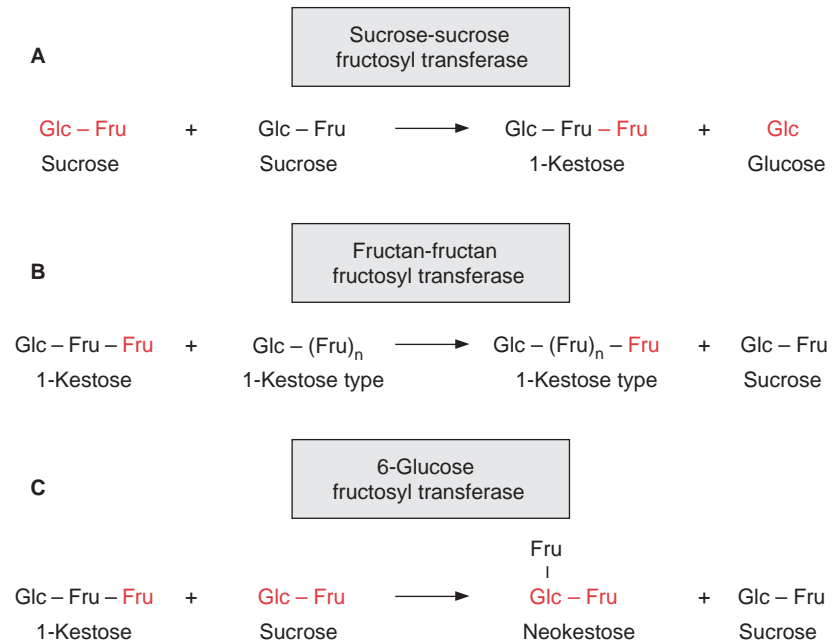 Sucrose-sucrose
fructosyl transferase
A
Glc – Fru + Glc – Fru Glc – Fru – Fru + Glc
Sucrose Sucrose 1-Kestose Glucose
Fructan-fructan
fructosyl transferase
B
Glc – Fru – Fru + Glc – (Fru)n Glc – (Fru)n – Fru + Glc – Fru
1-Kestose 1-Kestose type 1-Kestose type Sucrose
6-Glucose
fructosyl transferase
C
Fru
Glc – Fru – Fru + Glc – Fru Glc – Fru + Glc – Fru
1-Kestose Sucrose Neokestose Sucrose